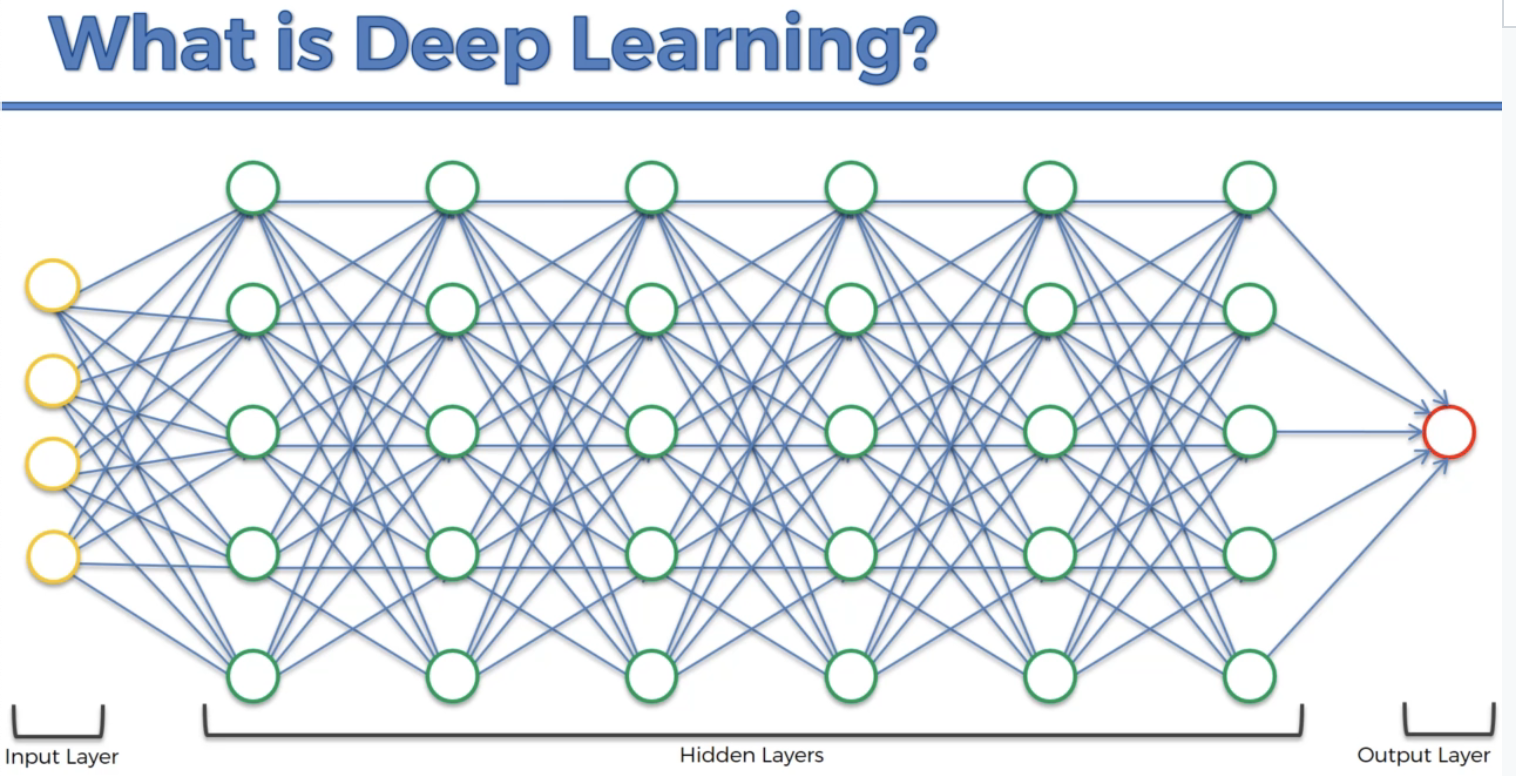 What is Deep Learning?
Input Layer
Hidden Layers
Output Layer